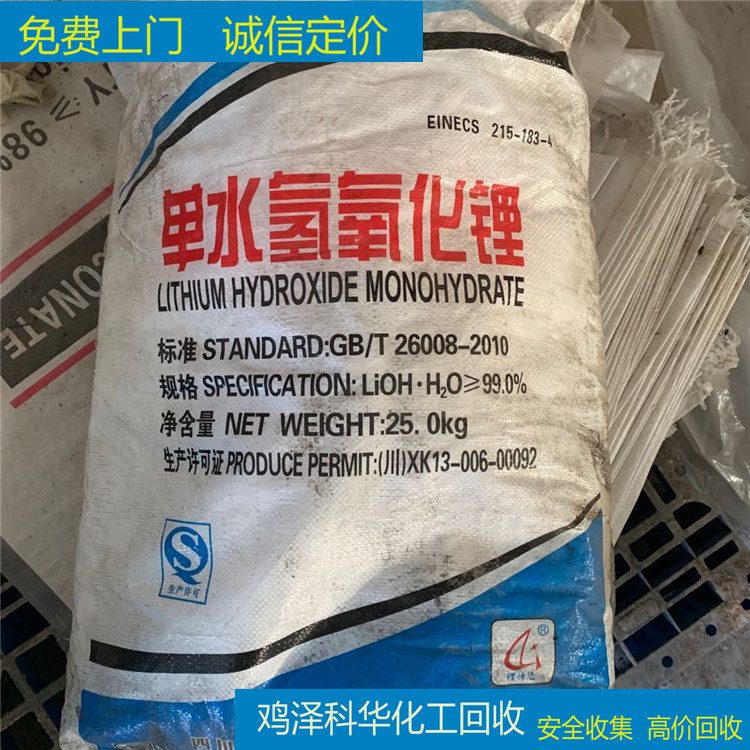 免费上门 诚信定价
EINECS 215-183-4
单水氢氧化锂
LITHIUM HYDROXIDE MONOHYDRATE
标准 STANDARD:GB/T 26008-2010
规格 SPECIFICATION: LiOH·H₂O≥99.0%
净含量 NET WEIGHT:25.0kg
生产许可证 PRODUCE PERMIT:(川)XK13-006-00092
生产许可
®
≥98%
ONATE
鸡泽科华化工回收 安全收集 高价回收